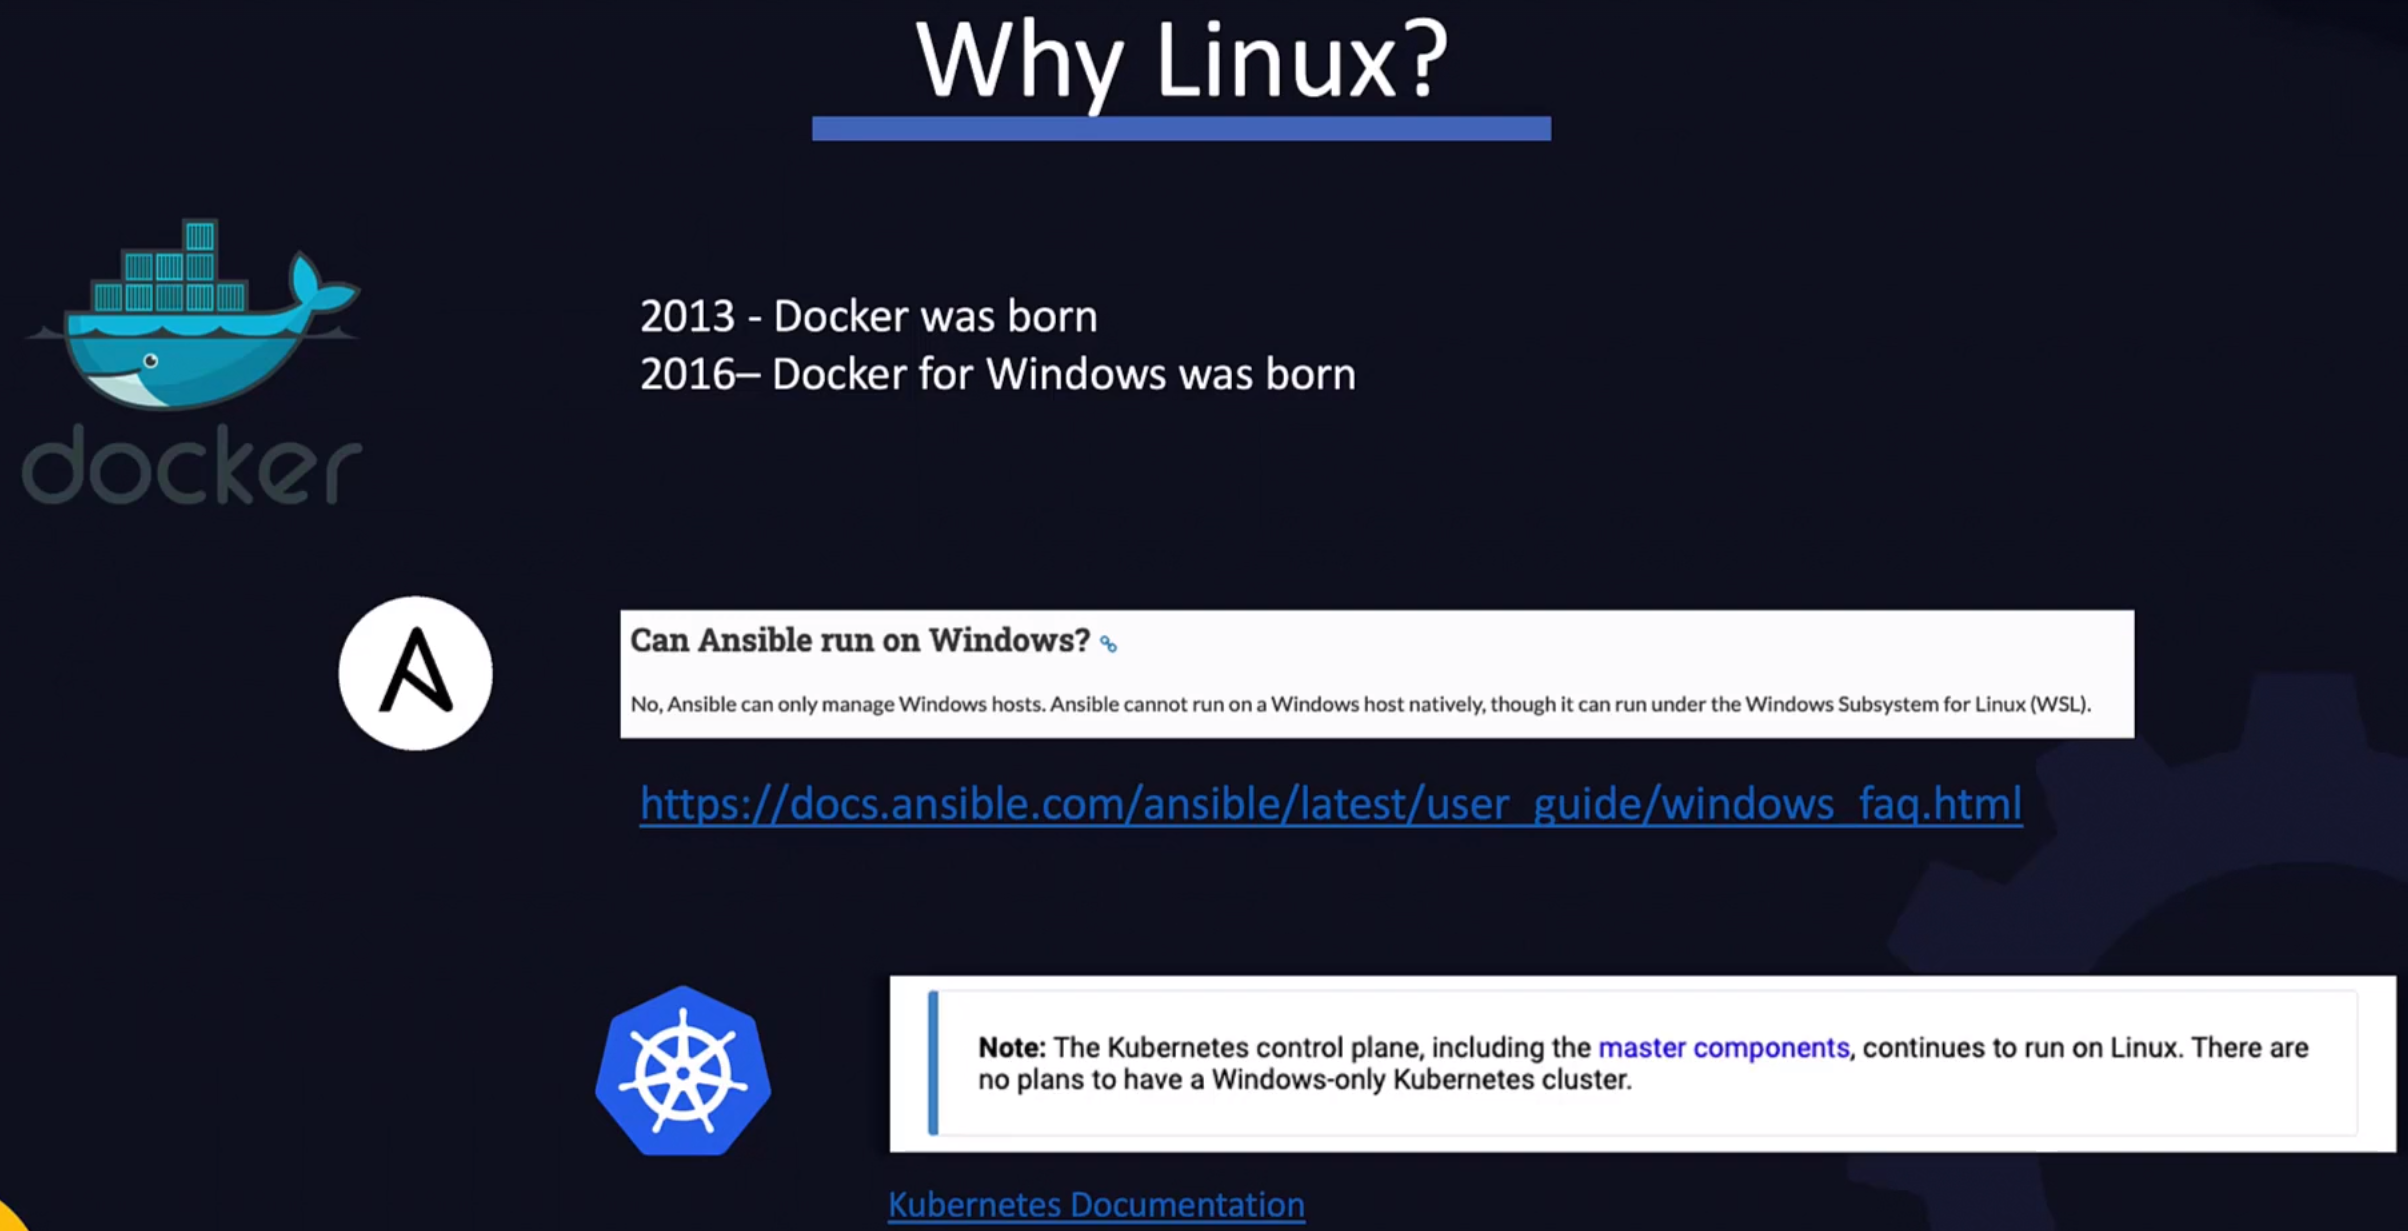 Why Linux?
docker
2013 - Docker was born
2016– Docker for Windows was born
Can Ansible run on Windows?
No, Ansible can only manage Windows hosts. Ansible cannot run on a Windows host natively, though it can run under the Windows Subsystem for Linux (WSL).
https://docs.ansible.com/ansible/latest/user_guide/windows_faq.html
Note: The Kubernetes control plane, including the master components, continues to run on Linux. There are
no plans to have a Windows-only Kubernetes cluster.
Kubernetes Documentation